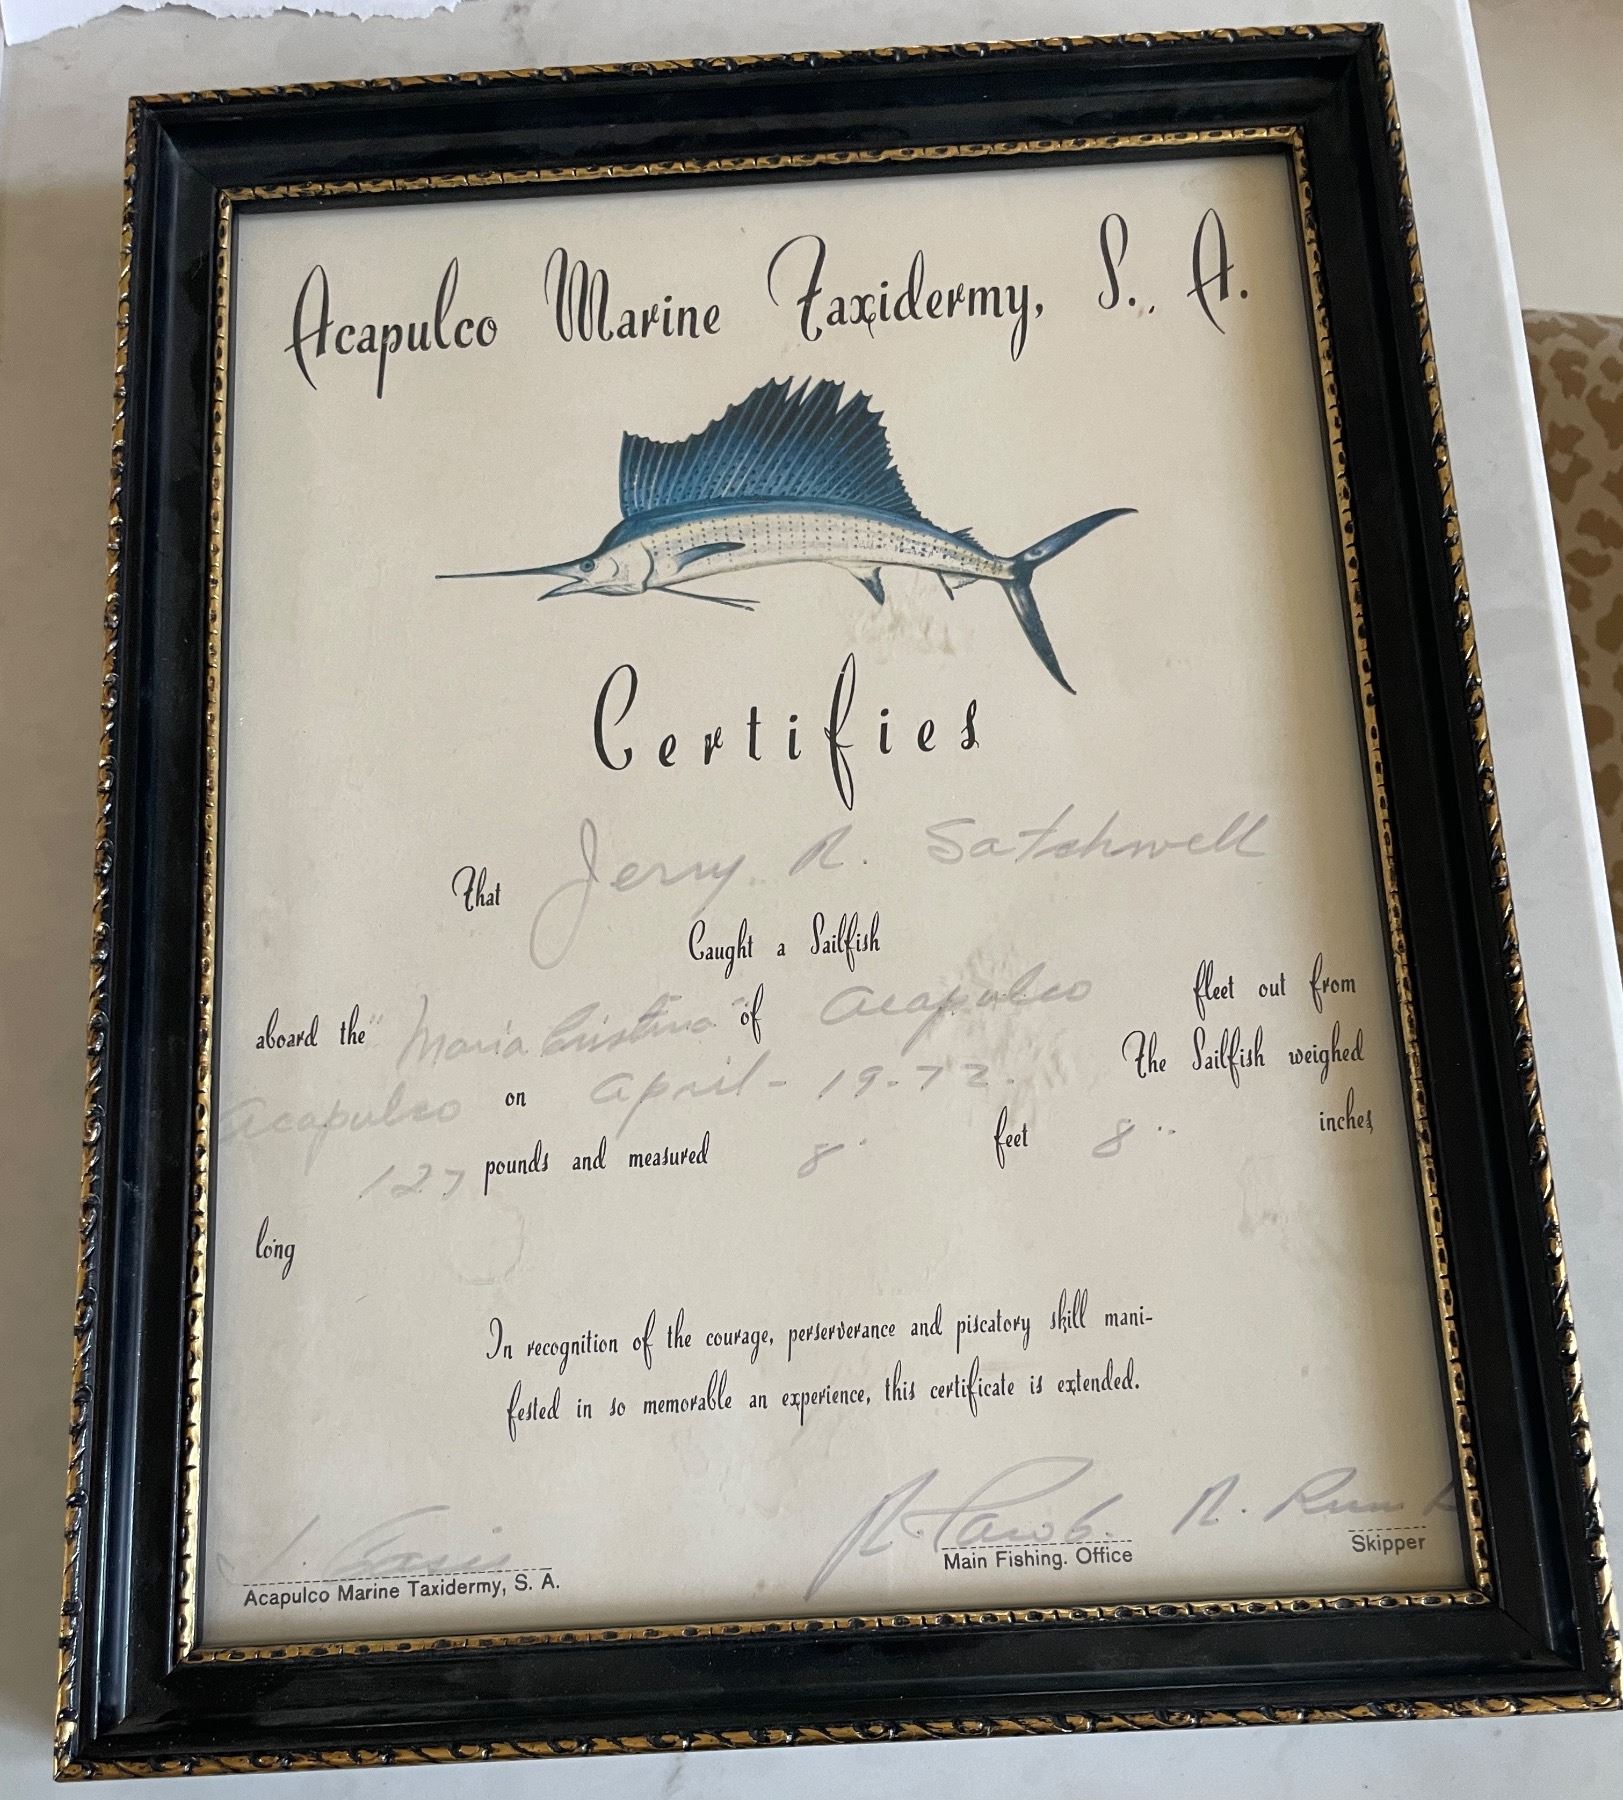 Acapulco Marine Taxidermy, S. A.
Certifies
That Jerry R. Satchwell
Caught a Sailfish
aboard the "Maria Cristina" of Acapulco fleet out from
Acapulco on April - 19-72. The Sailfish weighed
127 pounds and measured 8' feet 8" inches
long
In recognition of the courage, perserverance and piscatory skill mani-
fested in so memorable an experience, this certificate is extended.
Acapulco Marine Taxidermy, S. A.
Main Fishing. Office
Skipper